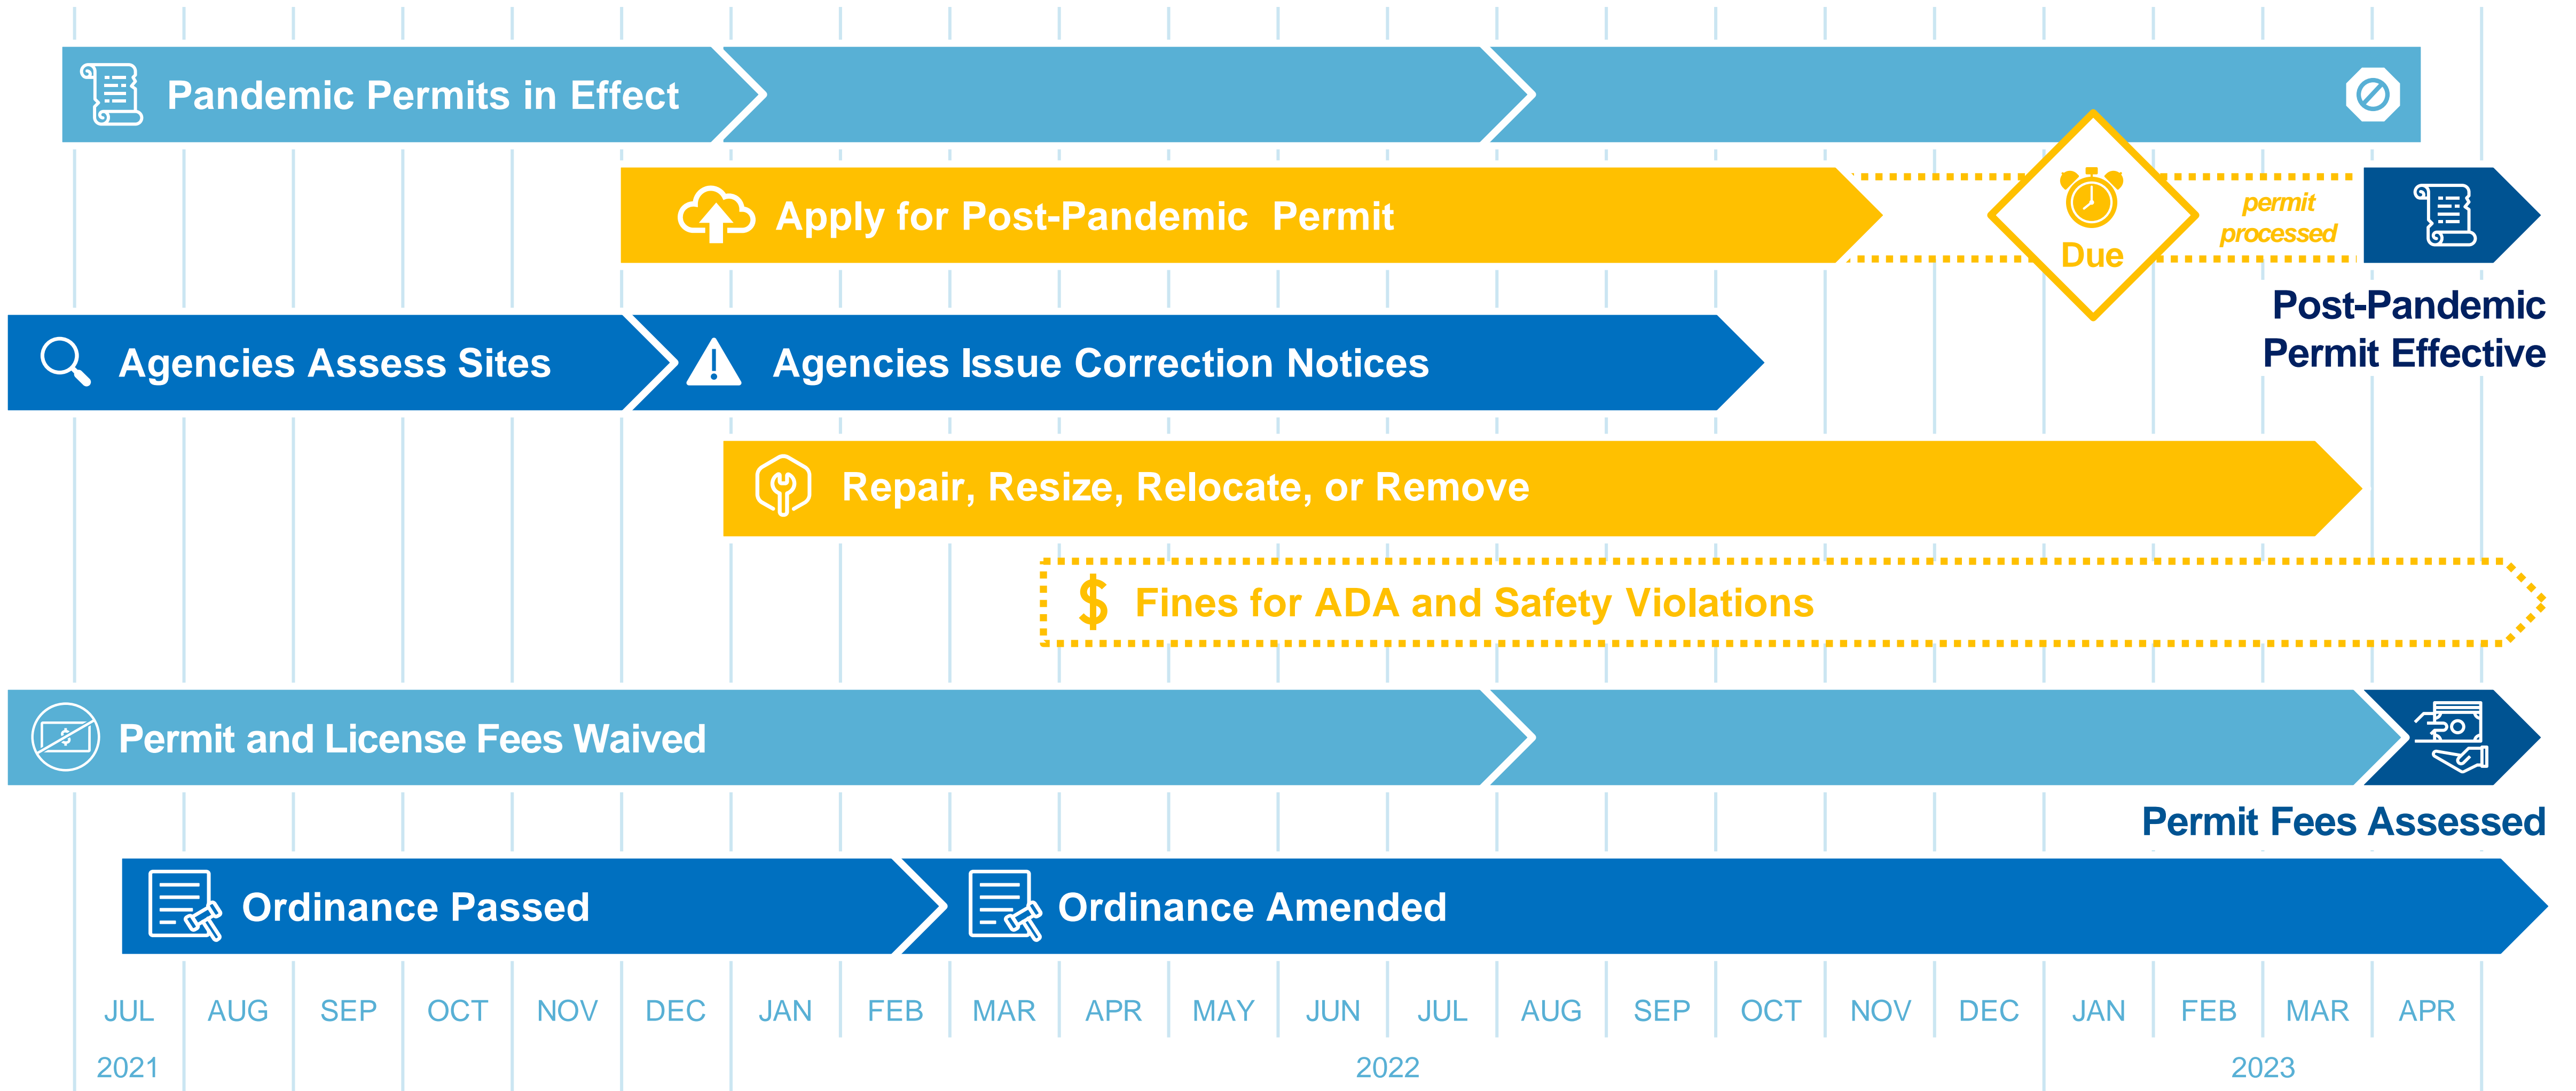 Pandemic Permits in Effect
Apply for Post-Pandemic  Permit
Due
permit
processed
Post-Pandemic
Permit Effective
Agencies Assess Sites
Agencies Issue Correction Notices
Repair, Resize, Relocate, or Remove
$ Fines for ADA and Safety Violations
$
Permit and License Fees Waived
Permit Fees Assessed
Ordinance Passed
Ordinance Amended
JUL AUG SEP OCT NOV DEC JAN FEB MAR APR MAY JUN JUL AUG SEP OCT NOV DEC JAN FEB MAR APR
2021 2022 2023